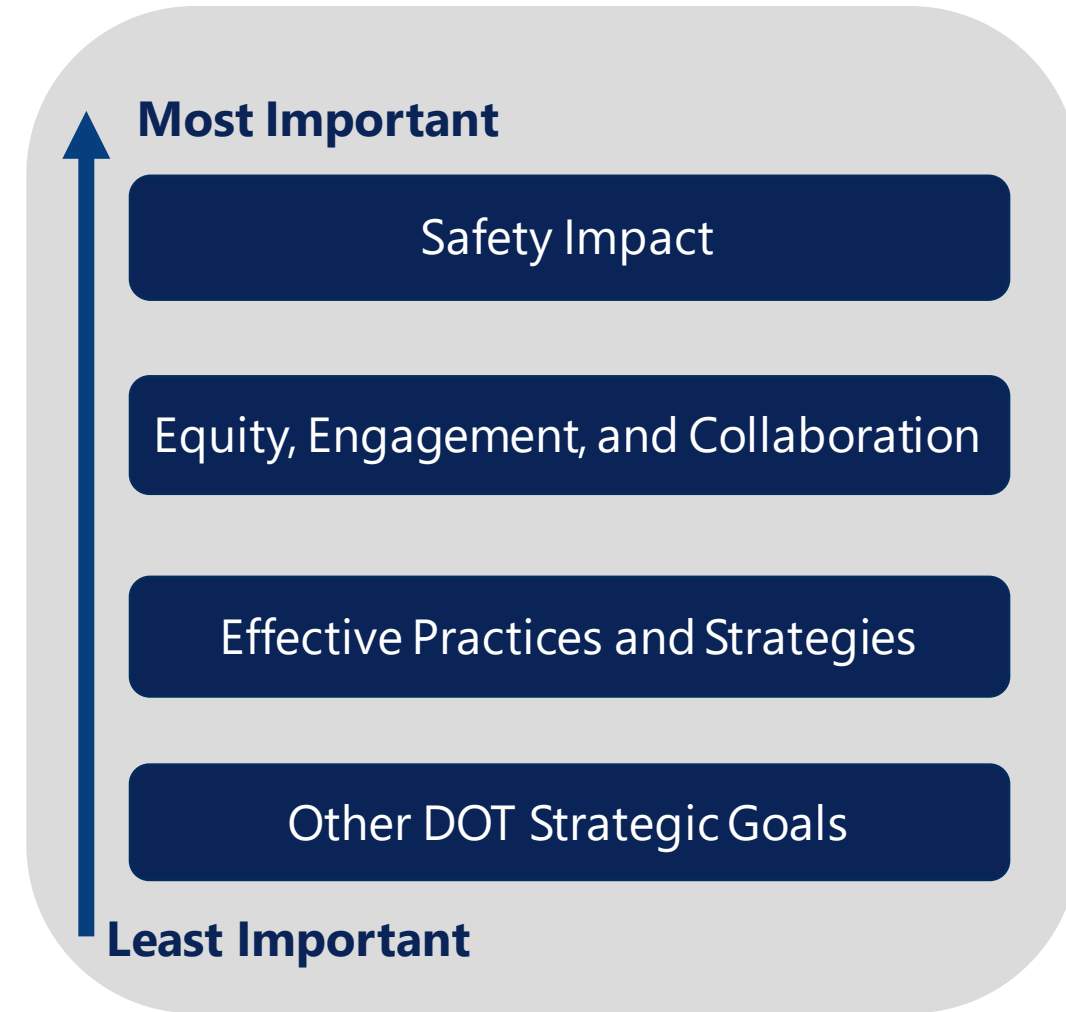 Most Important
Safety Impact
Equity, Engagement, and Collaboration
Effective Practices and Strategies
Other DOT Strategic Goals
Least Important